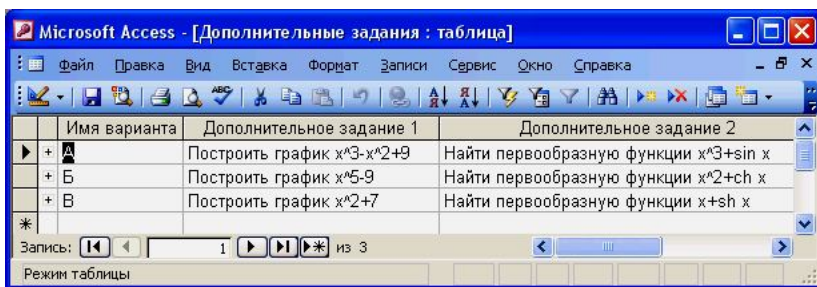 Microsoft Access - [Дополнительные задания : таблица]
Файл Правка Вид Вставка Формат Записи Сервис Окно Справка
Имя варианта Дополнительное задание 1 Дополнительное задание 2
+ А Построить график x^3-x^2+9 Найти первообразную функции x^3+sin x
+ Б Построить график x^5-9 Найти первообразную функции x^2+ch x
+ В Построить график x^2+7 Найти первообразную функции x+sh x
Запись: 1 из 3
Режим таблицы